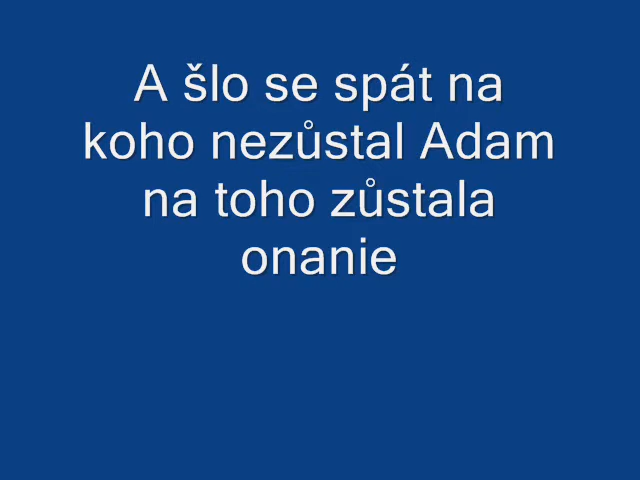 A šlo se spát na
koho nezůstal Adam
na toho zůstala
onanie